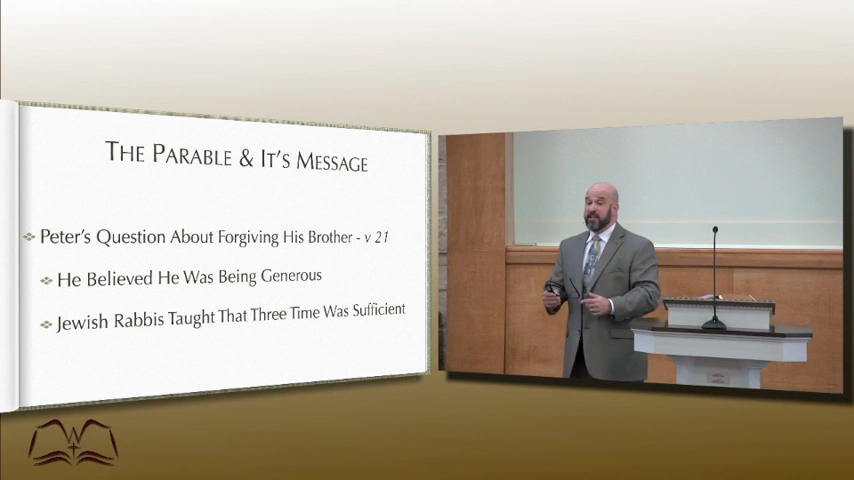 The Parable & It's Message
Peter's Question About Forgiving His Brother - v 21
He Believed He Was Being Generous
Jewish Rabbis Taught That Three Time Was Sufficient